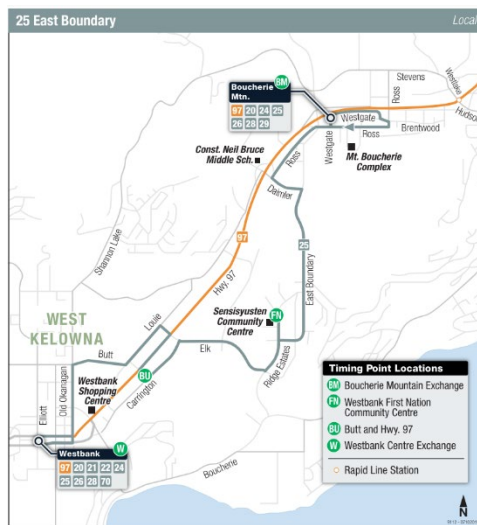 25 East Boundary
Local
Boucherie
Mtn.
BM
97 20 24 25
26 28 29
Stevens
Ross
Westlake
Hudson
Westgate
Westgate
Ross
Brentwood
Const. Neil Bruce
Middle Sch.
Ross
Mt. Boucherie
Complex
Daimler
Shannon Lake
97
Hwy. 97
25
East Boundary
Sensisyusten
Community
Centre
FN
WEST
KELOWNA
Louie
Butt
Elk
Ridge Estates
BU
Carrington
Old Okanagan
Elliott
Westbank
Shopping
Centre
Westbank
W
97 20 21 22 24
25 26 28 70
Boucherie
Timing Point Locations
BM Boucherie Mountain Exchange
FN Westbank First Nation
Community Centre
BU Butt and Hwy. 97
W Westbank Centre Exchange
Rapid Line Station
N